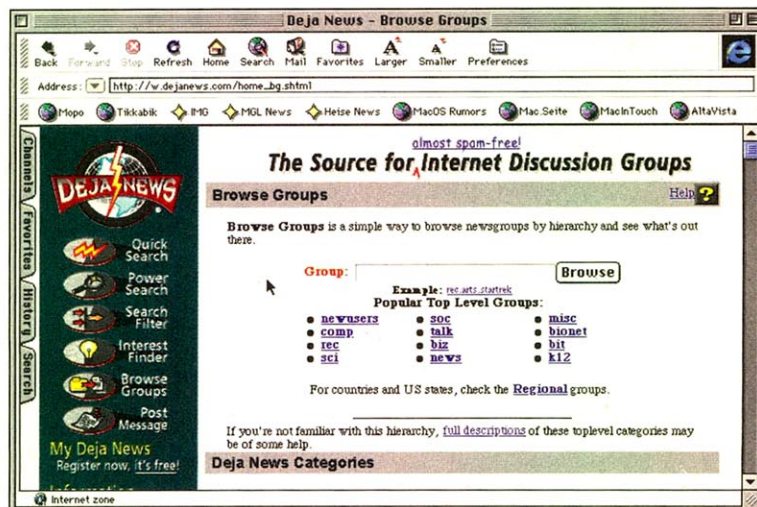 Deja News - Browse Groups
Back Forward Stop Refresh Home Search Mail Favorites Larger Smaller Preferences
Address: http://w.dejanews.com/home_bg.shtml
Mopo Tikkabik IMG MGL News Heise News MacOS Rumors Mac.Seite MacInTouch AltaVista
Channels
Favorites
History
Search
DEJA NEWS
Quick
Search
Power
Search
Search
Filter
Interest
Finder
Browse
Groups
Post
Message
My Deja News
Register now, it's free!
almost spam-free!
The Source for Internet Discussion Groups
Browse Groups Help ?
Browse Groups is a simple way to browse newsgroups by hierarchy and see what's out
there.
Group: Browse
Example: rec.arts.startrek
Popular Top Level Groups:
newusers soc misc
comp talk bionet
rec biz bit
sci news k12
For countries and US states, check the Regional groups.
If you're not familiar with this hierarchy, full descriptions of these toplevel categories may
be of some help.
Deja News Categories
Internet zone